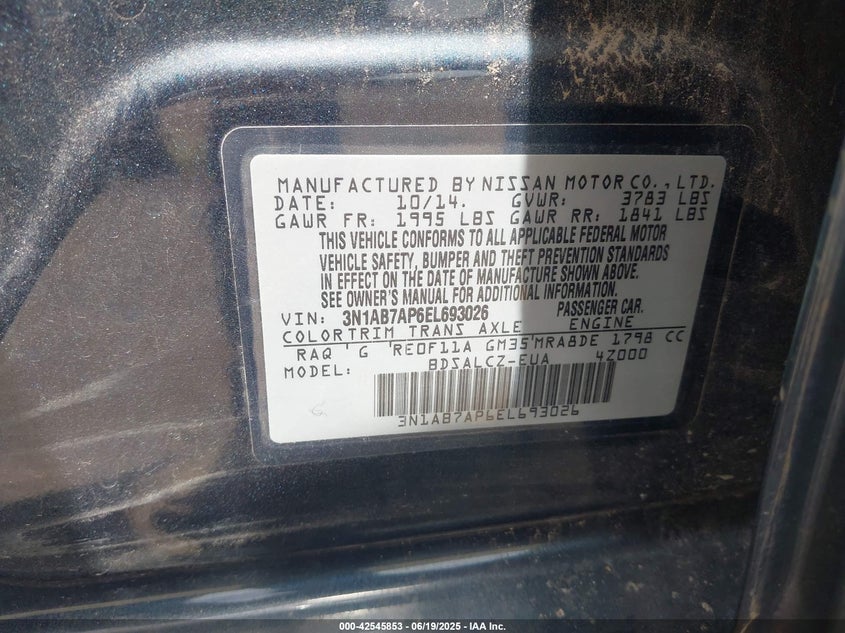 MANUFACTURED BY NISSAN MOTOR CO., LTD.
DATE: 10/14. GVWR: 3783 LBS
GAWR FR: 1995 LBS GAWR RR: 1841 LBS
THIS VEHICLE CONFORMS TO ALL APPLICABLE FEDERAL MOTOR
VEHICLE SAFETY, BUMPER AND THEFT PREVENTION STANDARDS
IN EFFECT ON THE DATE OF MANUFACTURE SHOWN ABOVE.
SEE OWNER'S MANUAL FOR ADDITIONAL INFORMATION.
VIN: 3N1AB7AP6EL693026 PASSENGER CAR.
COLORTRIM TRANS AXLE ENGINE
RAQ G RE0F11A GM35 MRA8DE 1798 CC
MODEL: BDSALCZ-EUA 4Z000
3N1AB7AP6EL693026
000-42545853 - 06/19/2025 - IAA Inc.